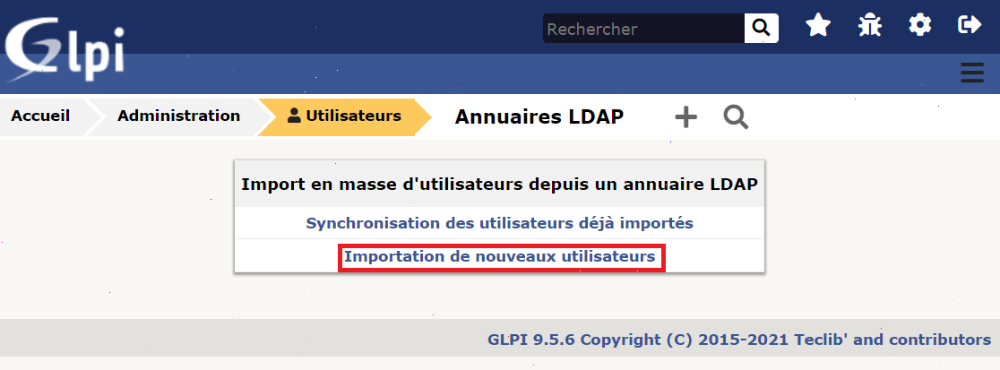 Glpi
Rechercher
Accueil Administration Utilisateurs Annuaires LDAP
Import en masse d'utilisateurs depuis un annuaire LDAP
Synchronisation des utilisateurs déjà importés
Importation de nouveaux utilisateurs
GLPI 9.5.6 Copyright (C) 2015-2021 Teclib' and contributors